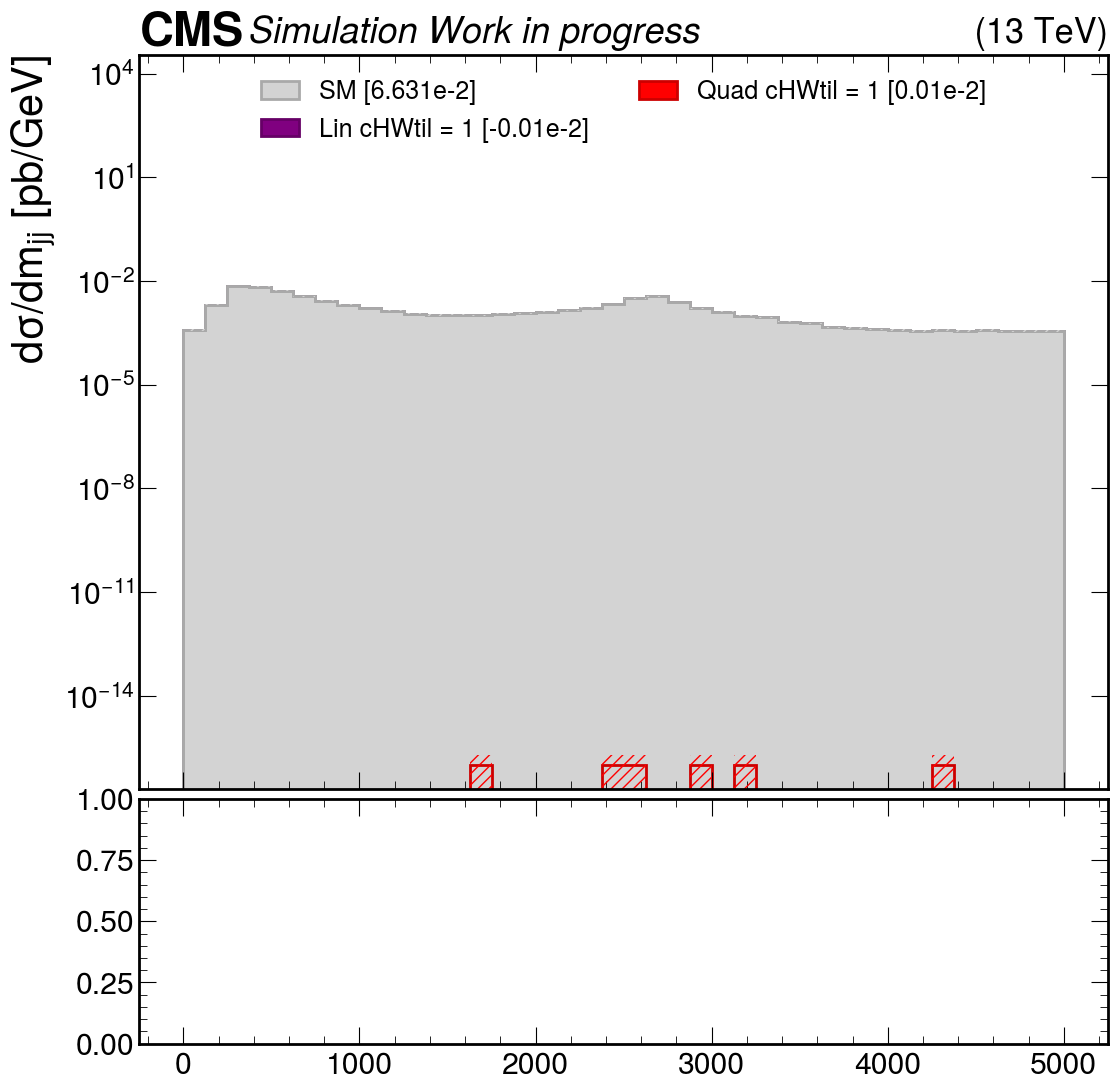 CMS Simulation Work in progress (13 TeV)
dσ/dm_jj [pb/GeV]
SM [6.631e-2]
Lin cHWtil = 1 [-0.01e-2]
Quad cHWtil = 1 [0.01e-2]
10^4
10^1
10^−2
10^−5
10^−8
10^−11
10^−14
1.00
0.75
0.50
0.25
0.00
0 1000 2000 3000 4000 5000